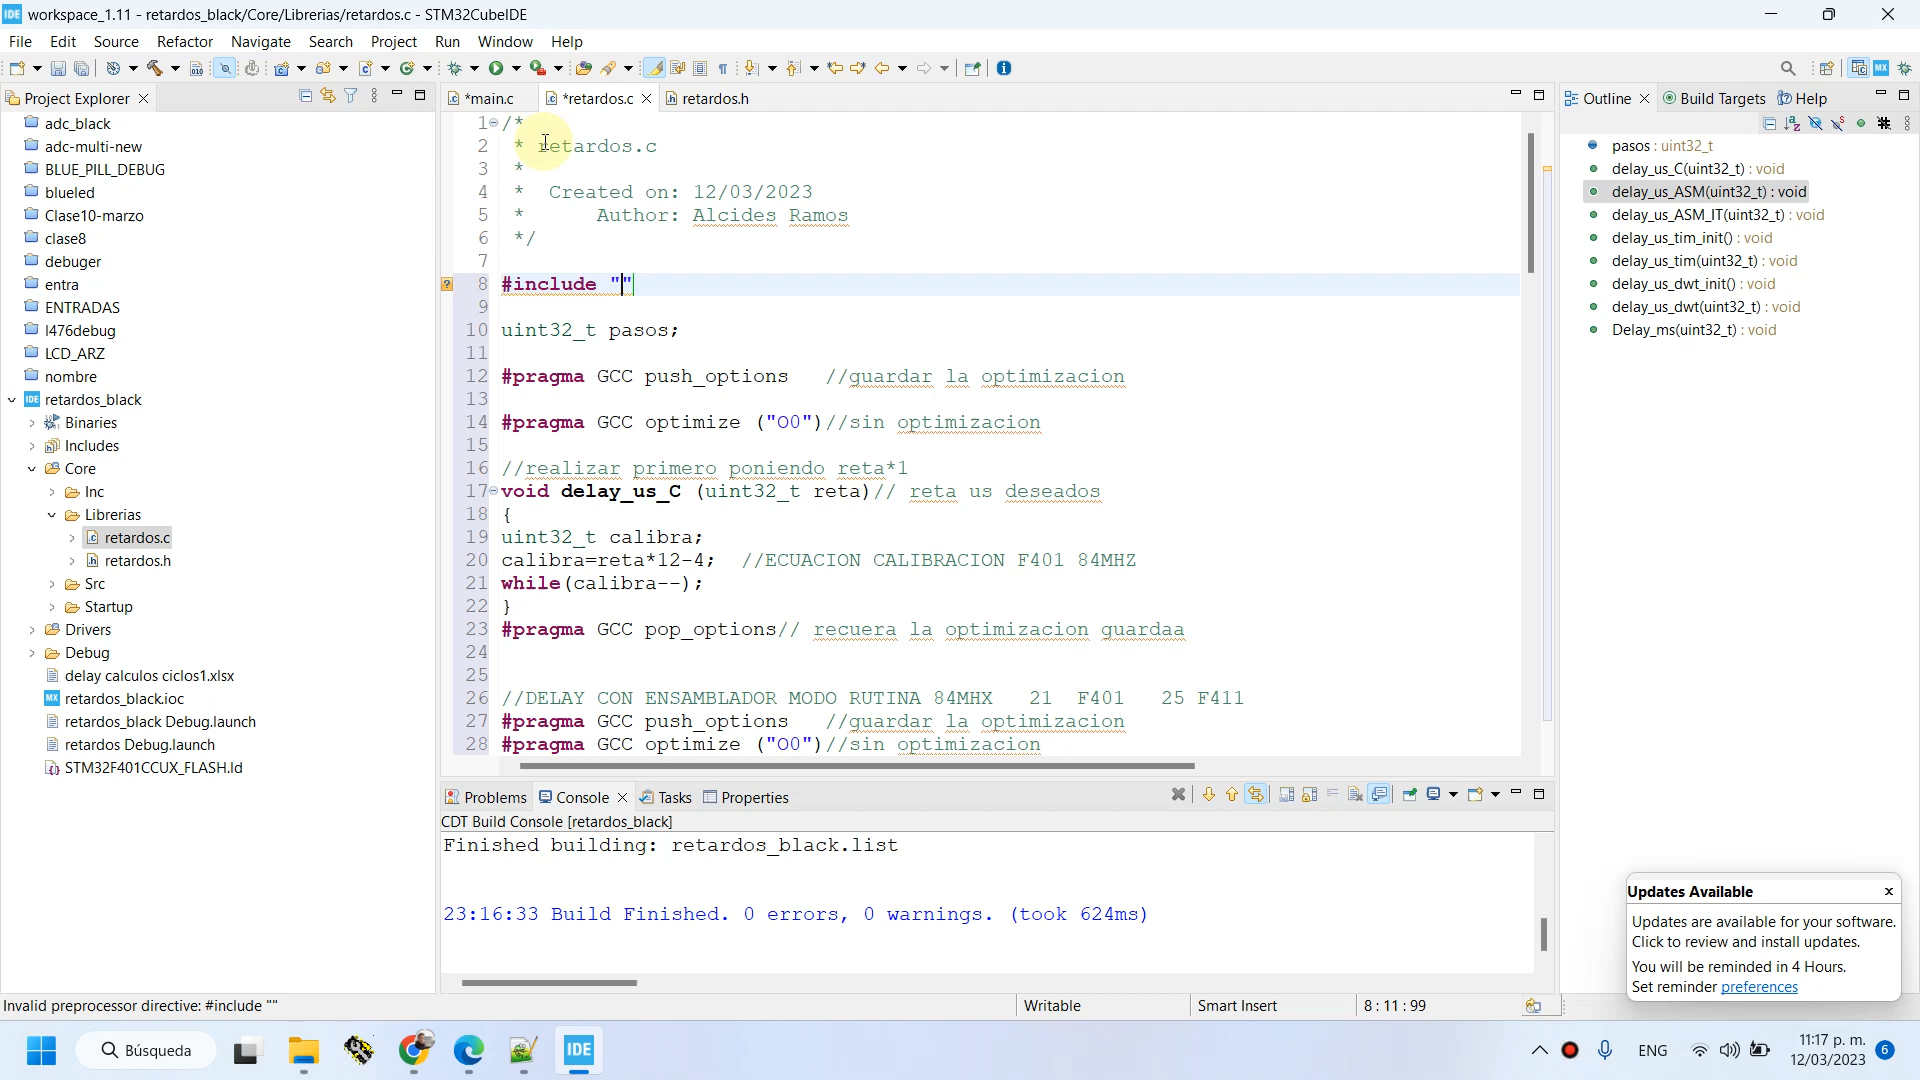 IDE workspace_1.11 - retardos_black/Core/Librerias/retardos.c - STM32CubeIDE
File Edit Source Refactor Navigate Search Project Run Window Help
Project Explorer
adc_black
adc-multi-new
BLUE_PILL_DEBUG
blueled
Clase10-marzo
clase8
debuger
entra
ENTRADAS
l476debug
LCD_ARZ
nombre
IDE retardos_black
Binaries
Includes
Core
Inc
Librerias
retardos.c
retardos.h
Src
Startup
Drivers
Debug
delay calculos ciclos1.xlsx
MX retardos_black.ioc
retardos_black Debug.launch
retardos Debug.launch
STM32F401CCUX_FLASH.ld
*main.c *retardos.c retardos.h
1 /*
2 * retardos.c
3 *
4 * Created on: 12/03/2023
5 * Author: Alcides Ramos
6 */
7
8 #include ""
9
10 uint32_t pasos;
11
12 #pragma GCC push_options //guardar la optimizacion
13
14 #pragma GCC optimize ("O0")//sin optimizacion
15
16 //realizar primero poniendo reta*1
17 void delay_us_C (uint32_t reta)// reta us deseados
18 {
19 uint32_t calibra;
20 calibra=reta*12-4; //ECUACION CALIBRACION F401 84MHZ
21 while(calibra--);
22 }
23 #pragma GCC pop_options// recuera la optimizacion guardaa
24
25
26 //DELAY CON ENSAMBLADOR MODO RUTINA 84MHX 21 F401 25 F411
27 #pragma GCC push_options //guardar la optimizacion
28 #pragma GCC optimize ("O0")//sin optimizacion
Problems Console Tasks Properties
CDT Build Console [retardos_black]
Finished building: retardos_black.list
23:16:33 Build Finished. 0 errors, 0 warnings. (took 624ms)
Outline Build Targets Help
pasos : uint32_t
delay_us_C(uint32_t) : void
delay_us_ASM(uint32_t) : void
delay_us_ASM_IT(uint32_t) : void
delay_us_tim_init() : void
delay_us_tim(uint32_t) : void
delay_us_dwt_init() : void
delay_us_dwt(uint32_t) : void
Delay_ms(uint32_t) : void
Updates Available
Updates are available for your software.
Click to review and install updates.
You will be reminded in 4 Hours.
Set reminder preferences
Invalid preprocessor directive: #include "" Writable Smart Insert 8 : 11 : 99
Búsqueda IDE ENG 11:17 p. m.
12/03/2023 6